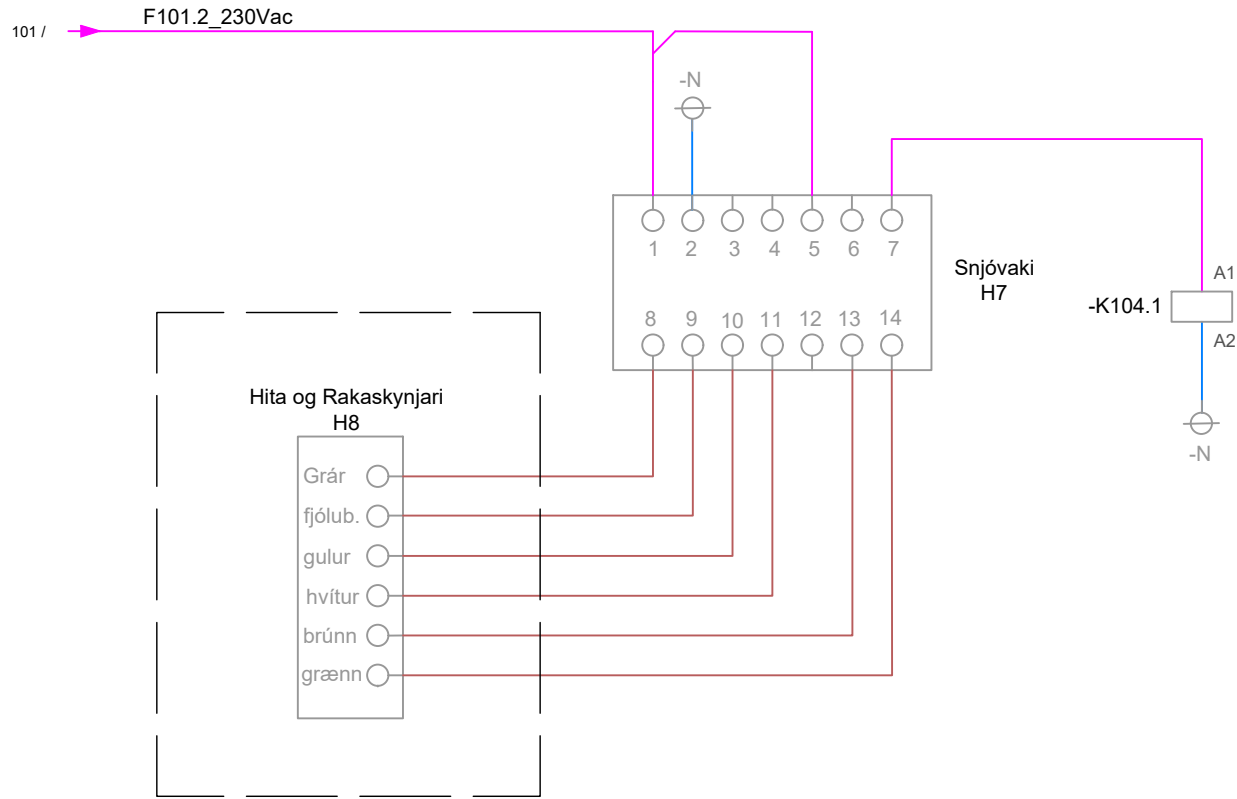 F101.2_230Vac
101 /
-N
1 2 3 4 5 6 7
Snjóvaki
H7
8 9 10 11 12 13 14
A1
-K104.1
A2
-N
Hita og Rakaskynjari
H8
Grár
fjólub.
gulur
hvítur
brúnn
grænn